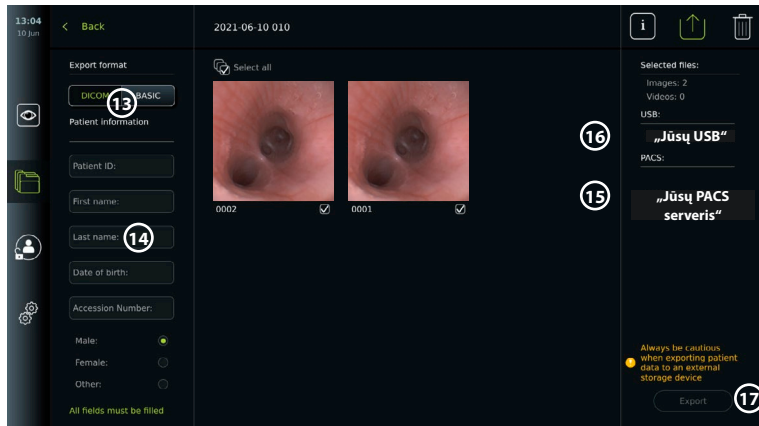 13:04
10 Jun
Back
2021-06-10 010
i
Export format
DICOM
BASIC
13
Patient information
Patient ID:
First name:
Last name:
14
Date of birth:
Accession Number:
Male:
Female:
Other:
All fields must be filled
Select all
0002
0001
Selected files:
Images: 2
Videos: 0
USB:
16
„Jūsų USB“
PACS:
15
„Jūsų PACS
serveris“
Always be cautious
when exporting patient
data to an external
storage device
Export
17